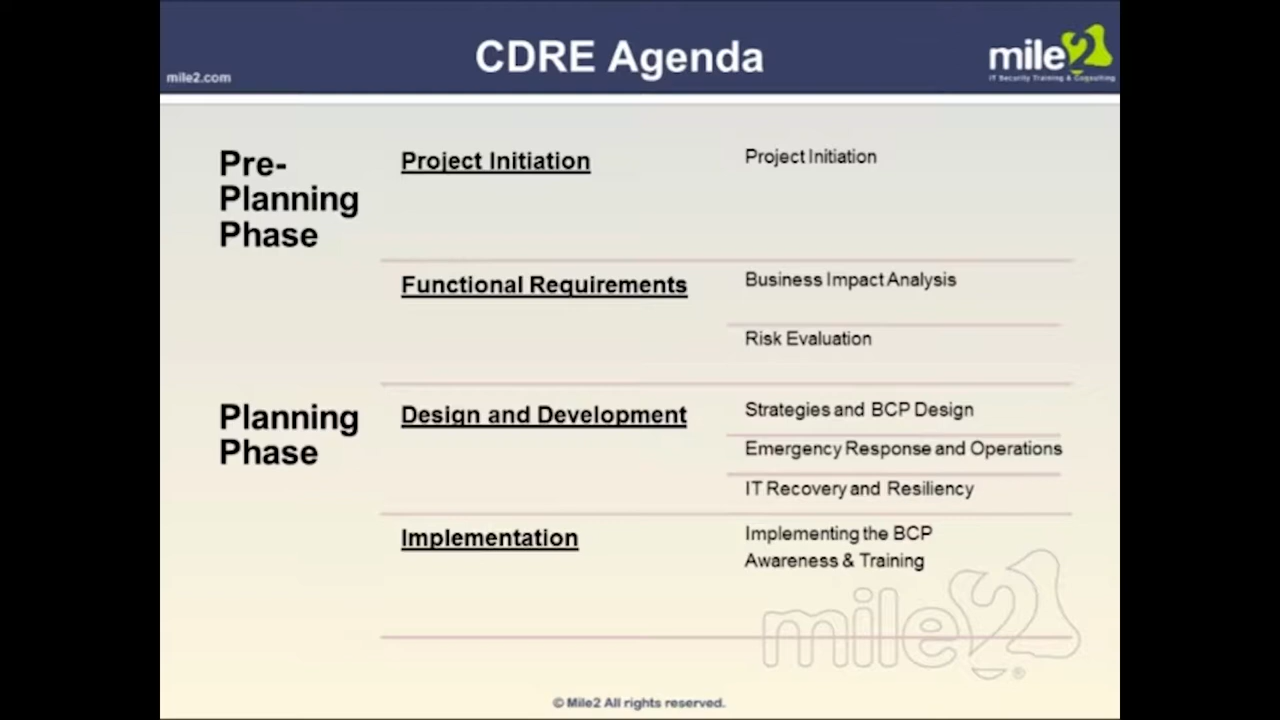 CDRE Agenda
mile2
IT Security Training & Consulting
mile2.com
Pre-
Planning
Phase
Project Initiation
Project Initiation
Functional Requirements
Business Impact Analysis
Risk Evaluation
Planning
Phase
Design and Development
Strategies and BCP Design
Emergency Response and Operations
IT Recovery and Resiliency
Implementation
Implementing the BCP
Awareness & Training
mile2®
© Mile2 All rights reserved.